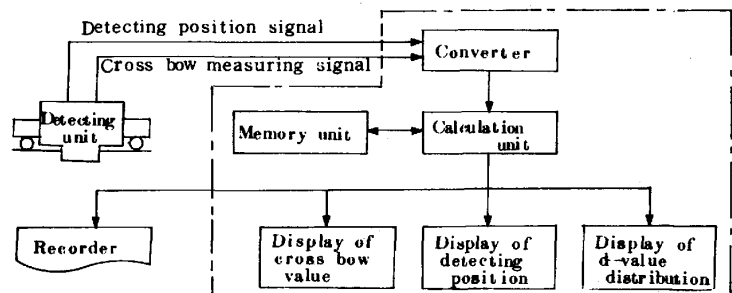 Detecting position signal
Cross bow measuring signal
Converter
Detecting
unit
Memory unit
Calculation
unit
Recorder
Display of
cross bow
value
Display of
detecting
position
Display of
d-value
distribution